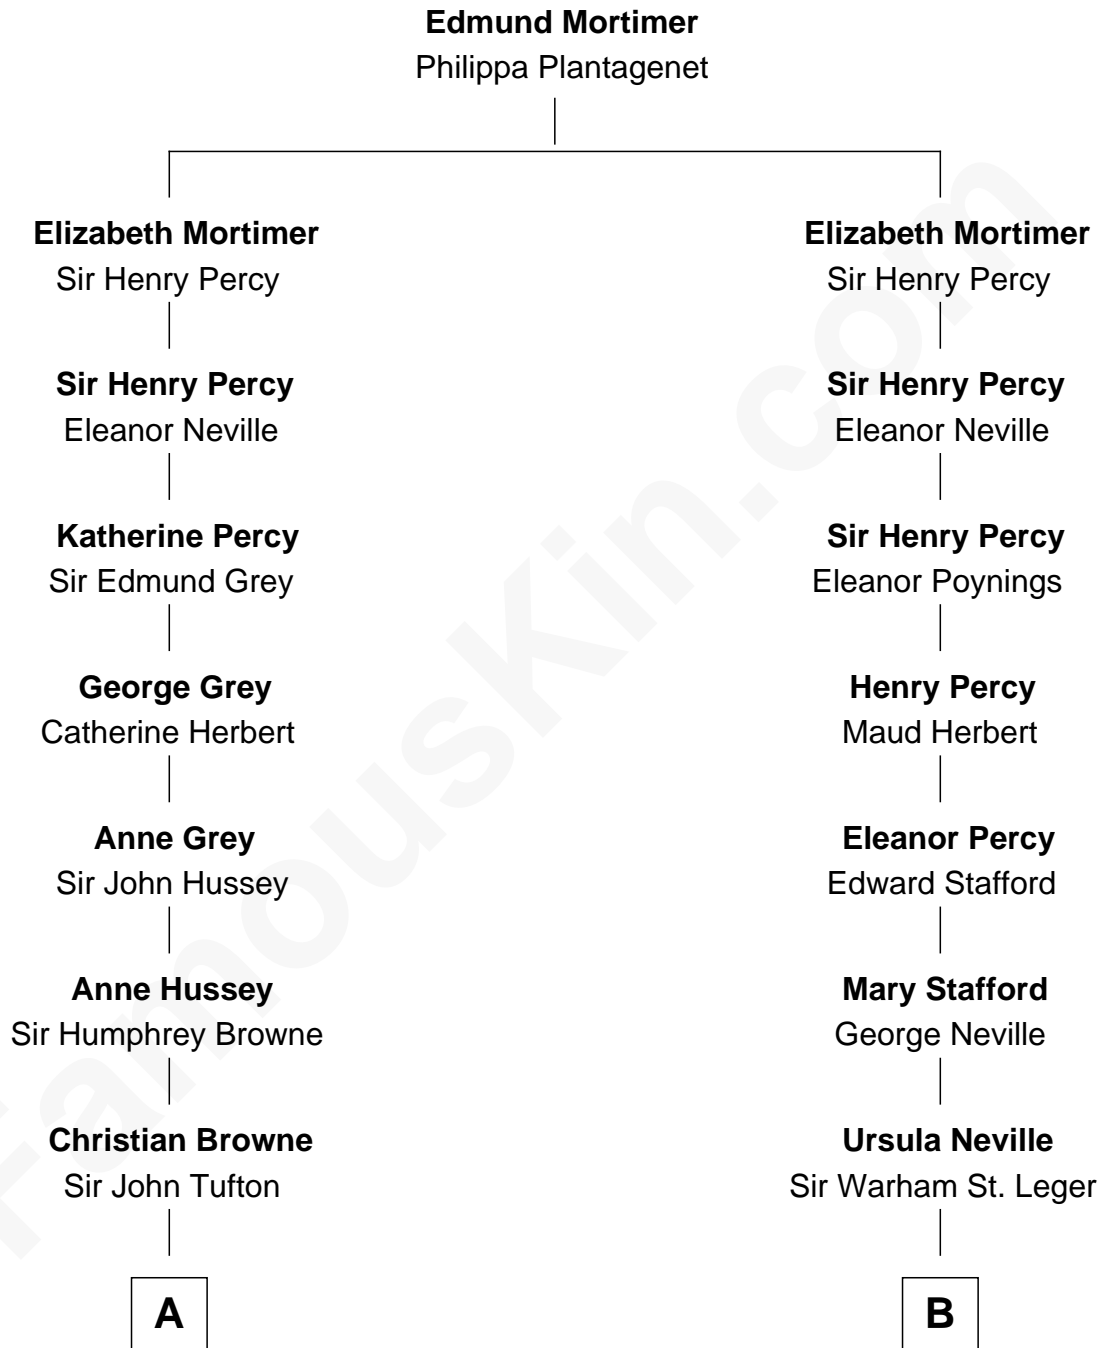 Edmund Mortimer
Philippa Plantagenet
Elizabeth Mortimer
Sir Henry Percy
Sir Henry Percy
Eleanor Neville
Katherine Percy
Sir Edmund Grey
George Grey
Catherine Herbert
Anne Grey
Sir John Hussey
Anne Hussey
Sir Humphrey Browne
Christian Browne
Sir John Tufton
A
Elizabeth Mortimer
Sir Henry Percy
Sir Henry Percy
Eleanor Neville
Sir Henry Percy
Eleanor Poynings
Henry Percy
Maud Herbert
Eleanor Percy
Edward Stafford
Mary Stafford
George Neville
Ursula Neville
Sir Warham St. Leger
B
FamousKin.com